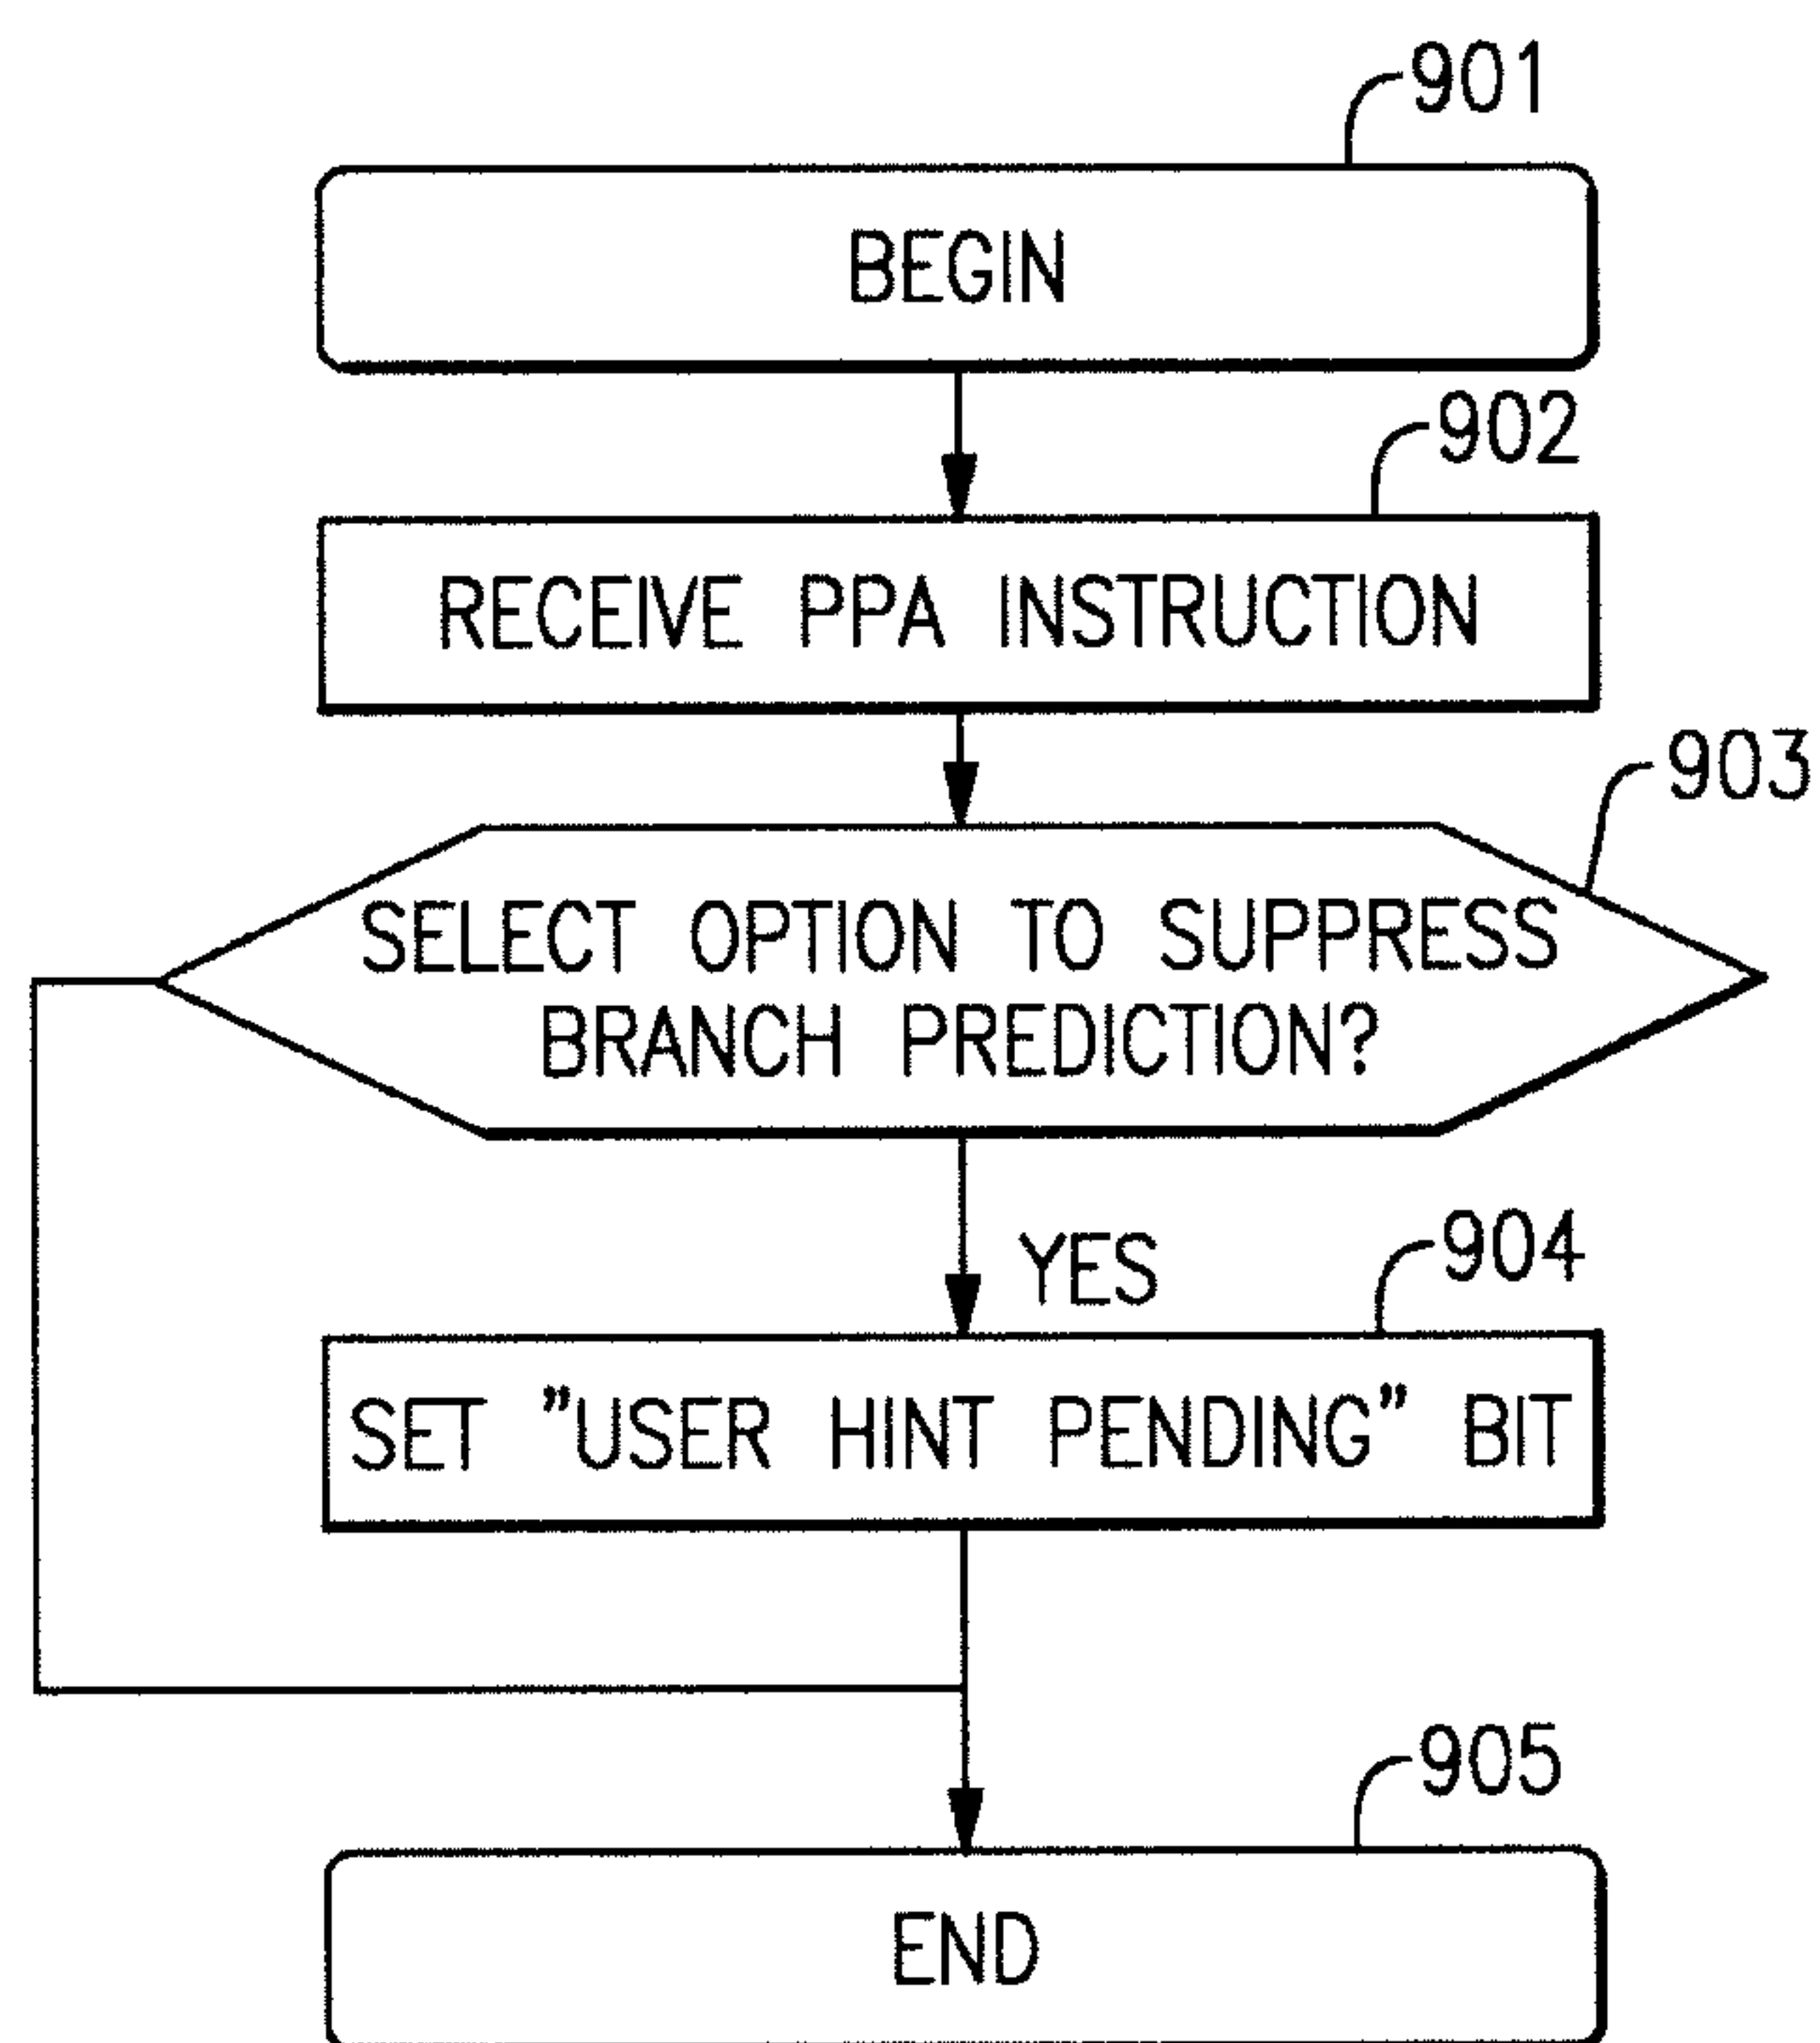 901
BEGIN
902
RECEIVE PPA INSTRUCTION
903
SELECT OPTION TO SUPPRESS
BRANCH PREDICTION?
YES
904
SET "USER HINT PENDING" BIT
905
END